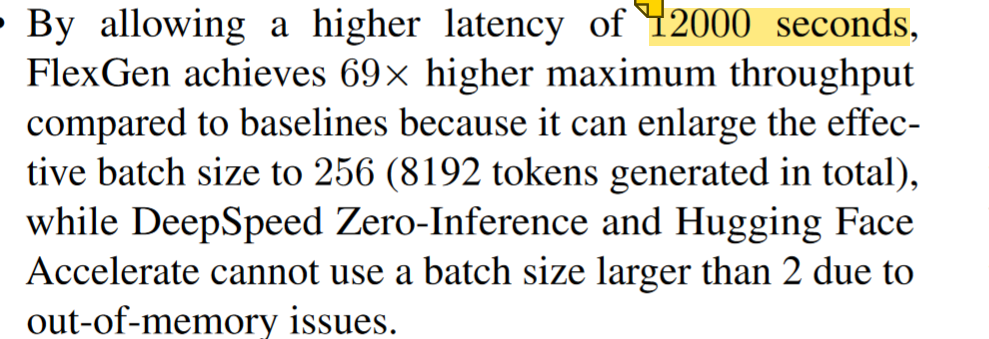 • By allowing a higher latency of 12000 seconds,
FlexGen achieves 69× higher maximum throughput
compared to baselines because it can enlarge the effec-
tive batch size to 256 (8192 tokens generated in total),
while DeepSpeed Zero-Inference and Hugging Face
Accelerate cannot use a batch size larger than 2 due to
out-of-memory issues.